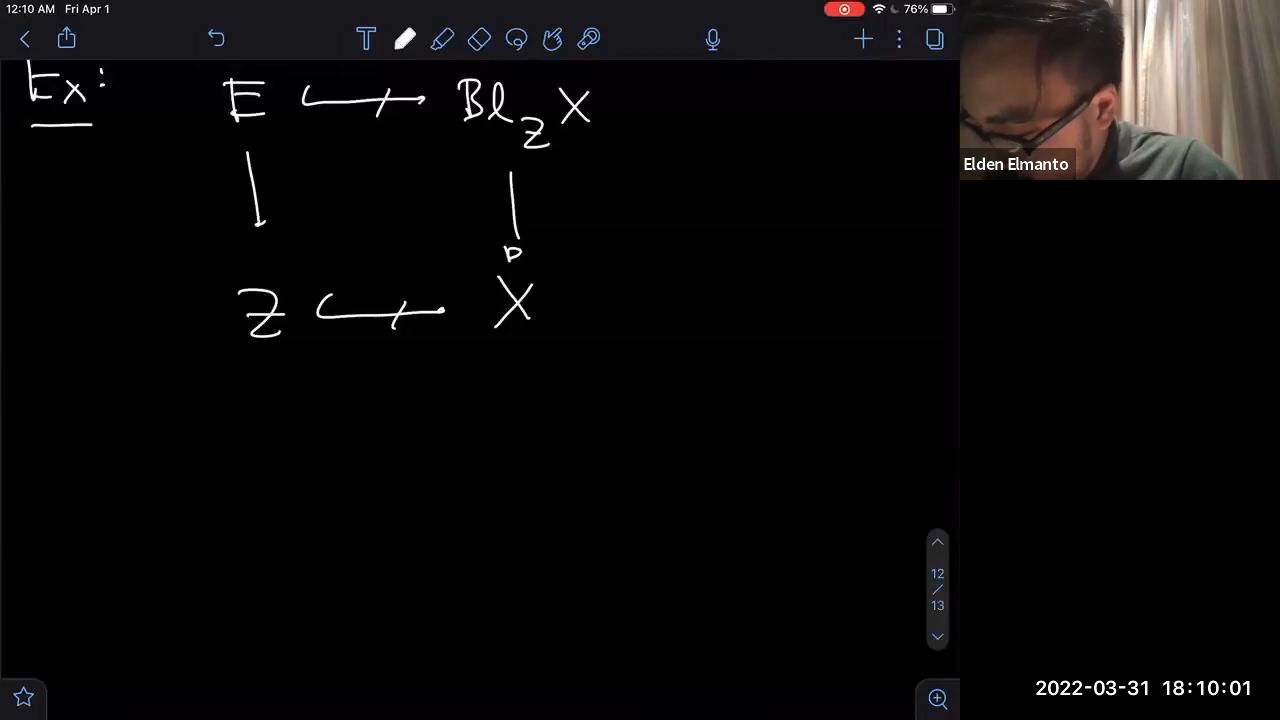 12:10 AM Fri Apr 1
76%
Ex:
E ↪ Bl_Z X
Elden Elmanto
Z ↪ X
12
/
13
2022-03-31 18:10:01